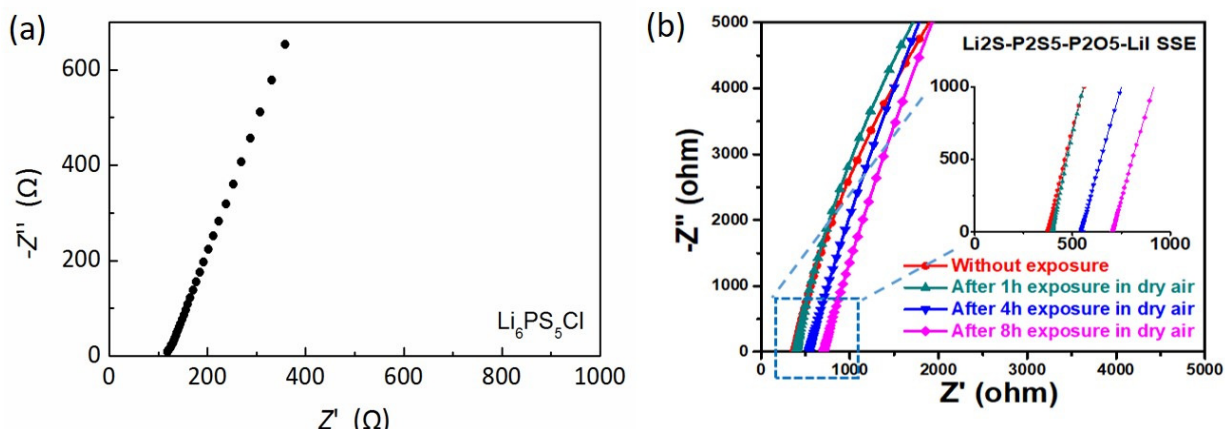 (a)
600
400
200
0
0 200 400 600 800 1000
-Z'' (Ω)
Z' (Ω)
Li₆PS₅Cl
(b)
5000
4000
3000
2000
1000
0
0 1000 2000 3000 4000 5000
-Z" (ohm)
Z' (ohm)
Li2S-P2S5-P2O5-LiI SSE
1000
500
0
0 500 1000
Without exposure
After 1h exposure in dry air
After 4h exposure in dry air
After 8h exposure in dry air